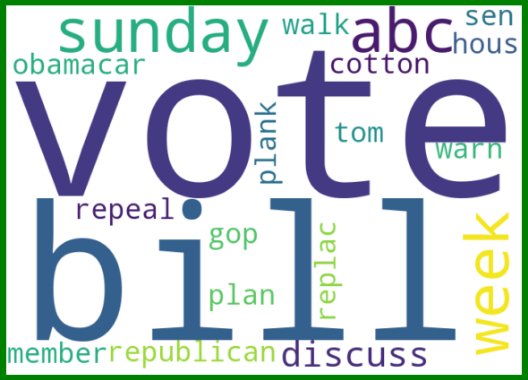 sunday walk abc sen
hous
obamacar cotton
vote
plank tom warn
bill
repeal
gop replac week
plan
member republican discuss